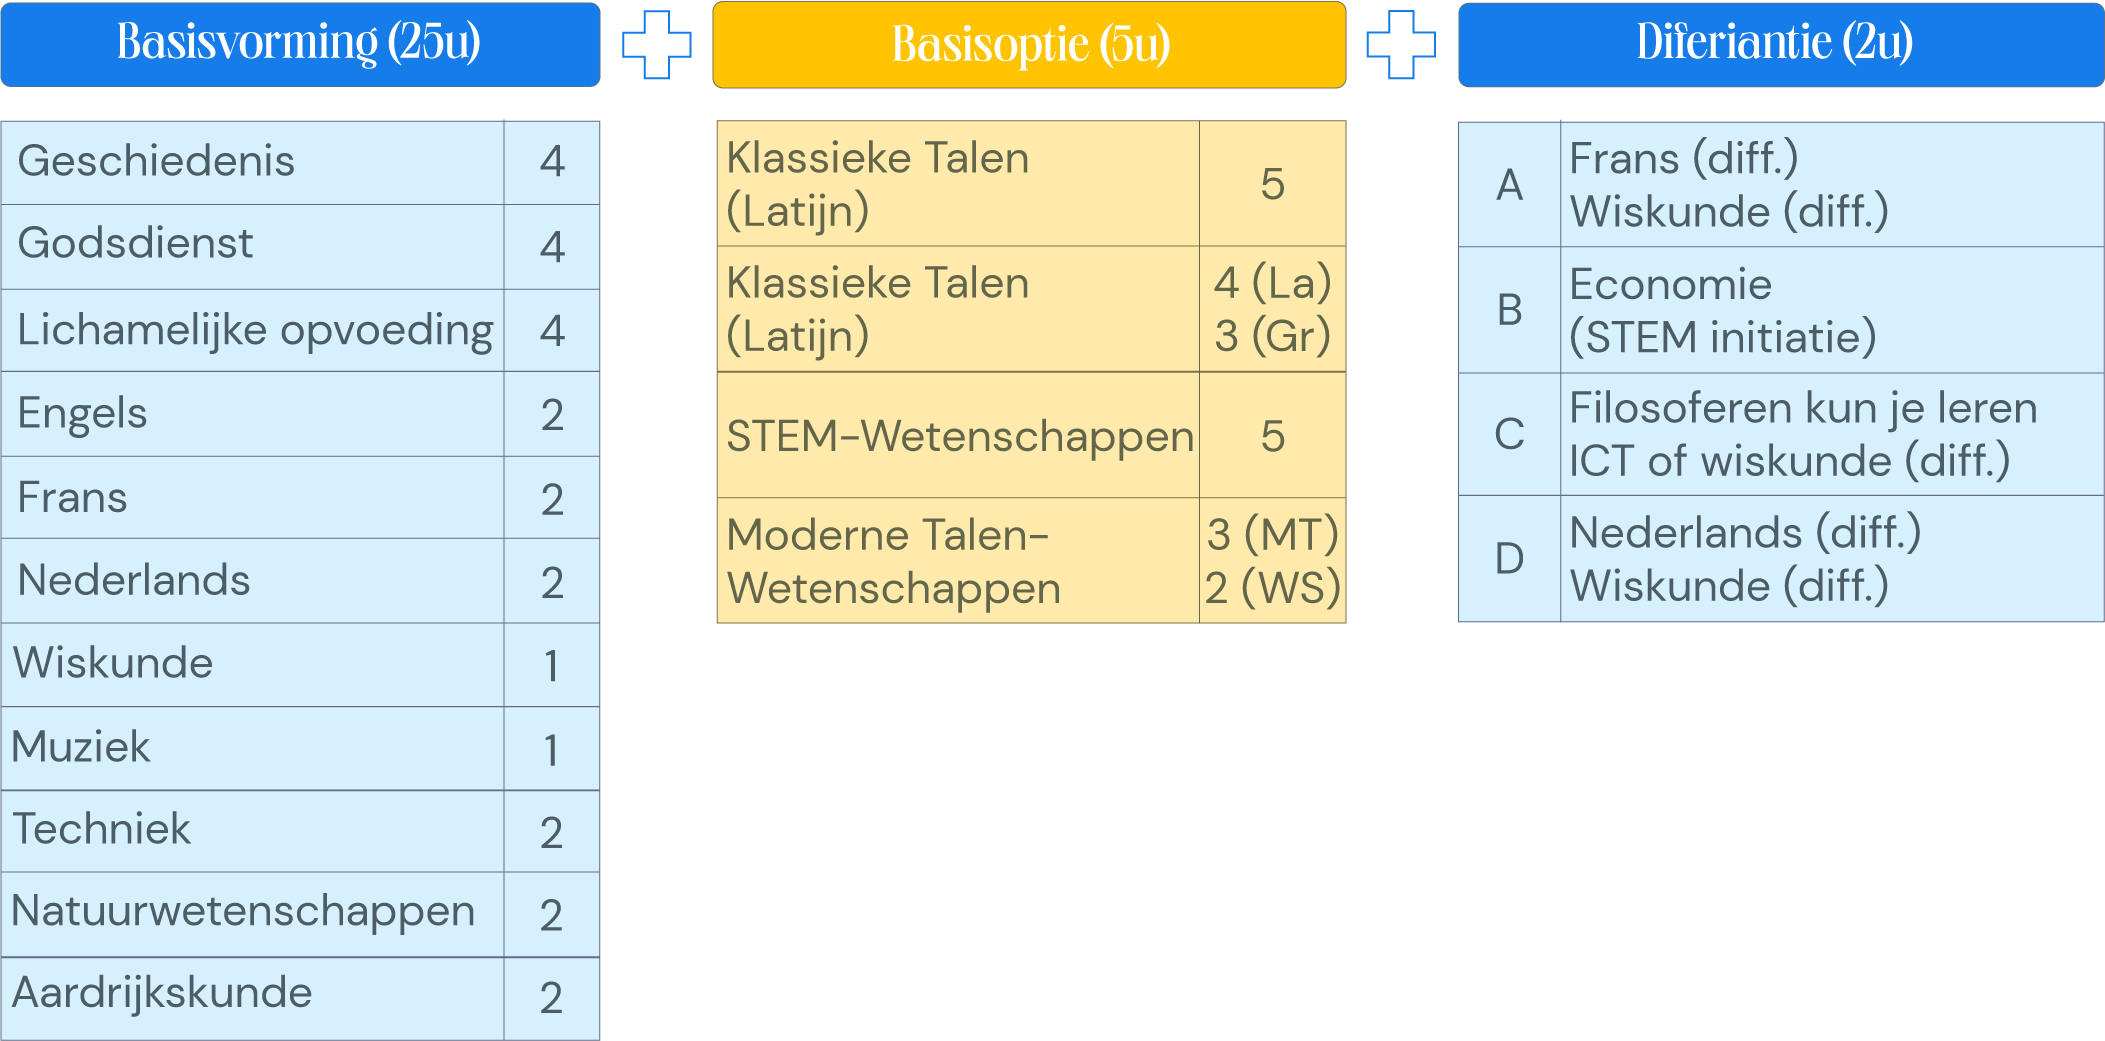 Basisvorming (25u)
Geschiedenis 4
Godsdienst 4
Lichamelijke opvoeding 4
Engels 2
Frans 2
Nederlands 2
Wiskunde 1
Muziek 1
Techniek 2
Natuurwetenschappen 2
Aardrijkskunde 2
Basisoptie (5u)
Klassieke Talen
(Latijn)
5
Klassieke Talen
(Latijn)
4 (La)
3 (Gr)
STEM-Wetenschappen 5
Moderne Talen-
Wetenschappen
3 (MT)
2 (WS)
Diferiantie (2u)
A
Frans (diff.)
Wiskunde (diff.)
B
Economie
(STEM initiatie)
C
Filosoferen kun je leren
ICT of wiskunde (diff.)
D
Nederlands (diff.)
Wiskunde (diff.)